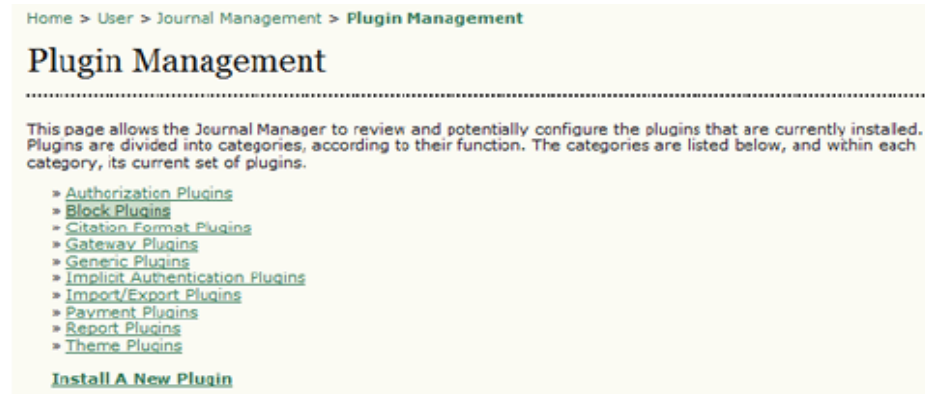 Home > User > Journal Management > Plugin Management
Plugin Management
This page allows the Journal Manager to review and potentially configure the plugins that are currently installed.
Plugins are divided into categories, according to their function. The categories are listed below, and within each
category, its current set of plugins.
» Authorization Plugins
» Block Plugins
» Citation Format Plugins
» Gateway Plugins
» Generic Plugins
» Implicit Authentication Plugins
» Import/Export Plugins
» Payment Plugins
» Report Plugins
» Theme Plugins
Install A New Plugin